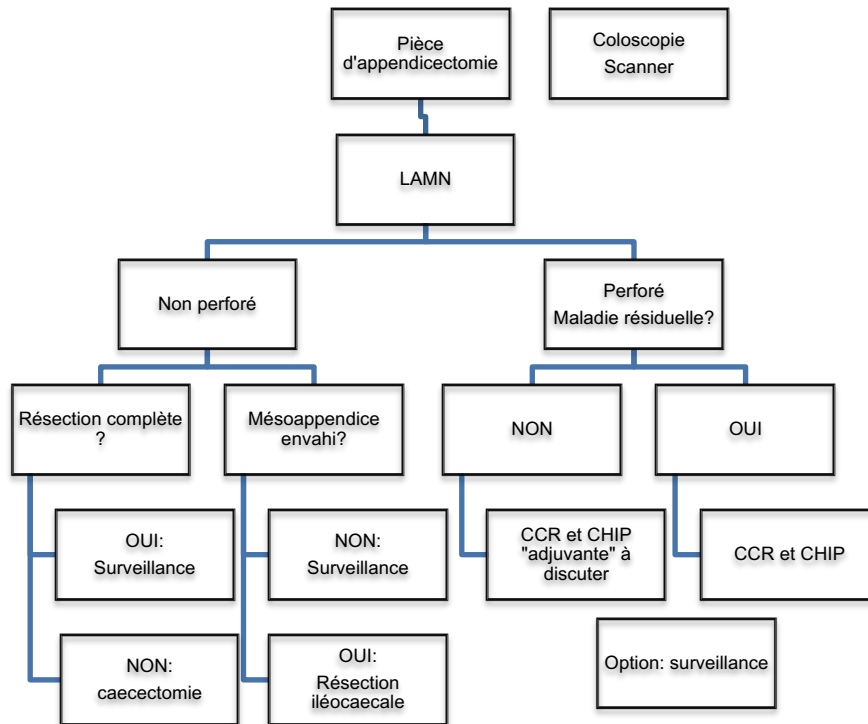 Pièce
d'appendicectomie
Coloscopie
Scanner
LAMN
Non perforé
Perforé
Maladie résiduelle?
Résection complète
?
Mésoappendice
envahi?
NON
OUI
OUI:
Surveillance
NON:
Surveillance
CCR et CHIP
"adjuvante" à
discuter
CCR et CHIP
NON:
caecectomie
OUI:
Résection
iléocaecale
Option: surveillance